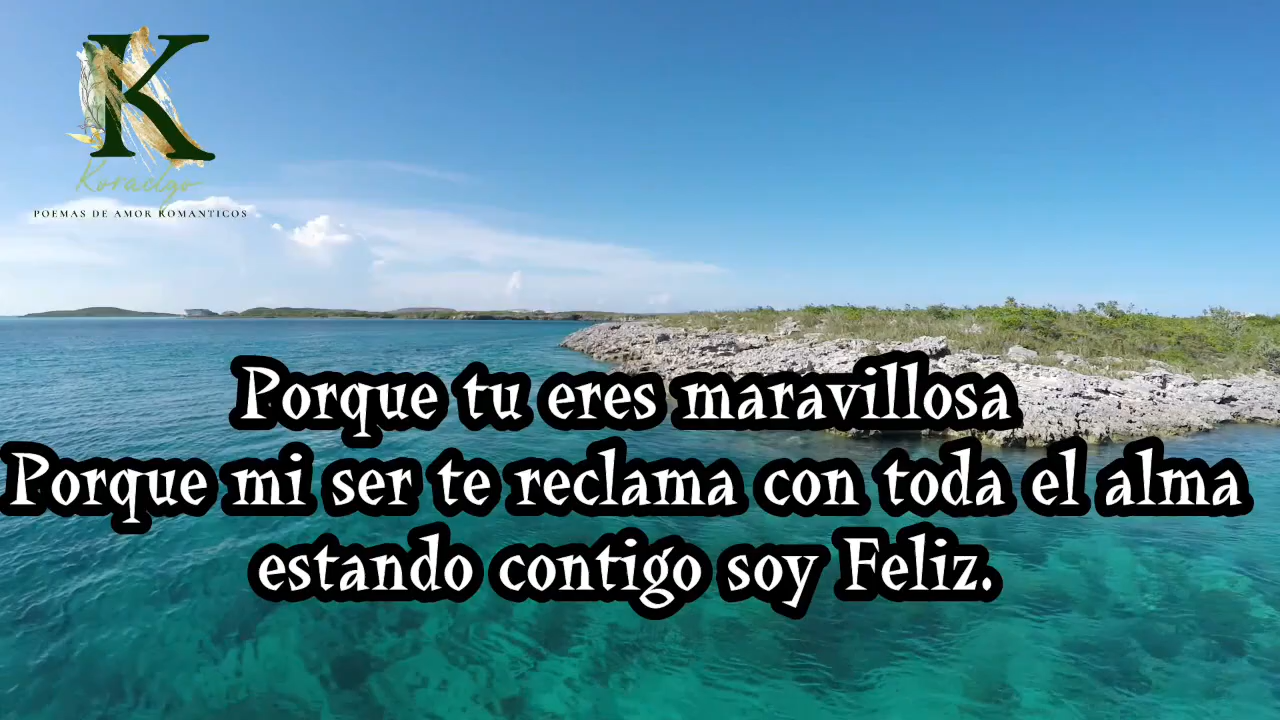 K
Koraelgo
POEMAS DE AMOR ROMANTICOS
Porque tu eres maravillosa
Porque mi ser te reclama con toda el alma
estando contigo soy Feliz.